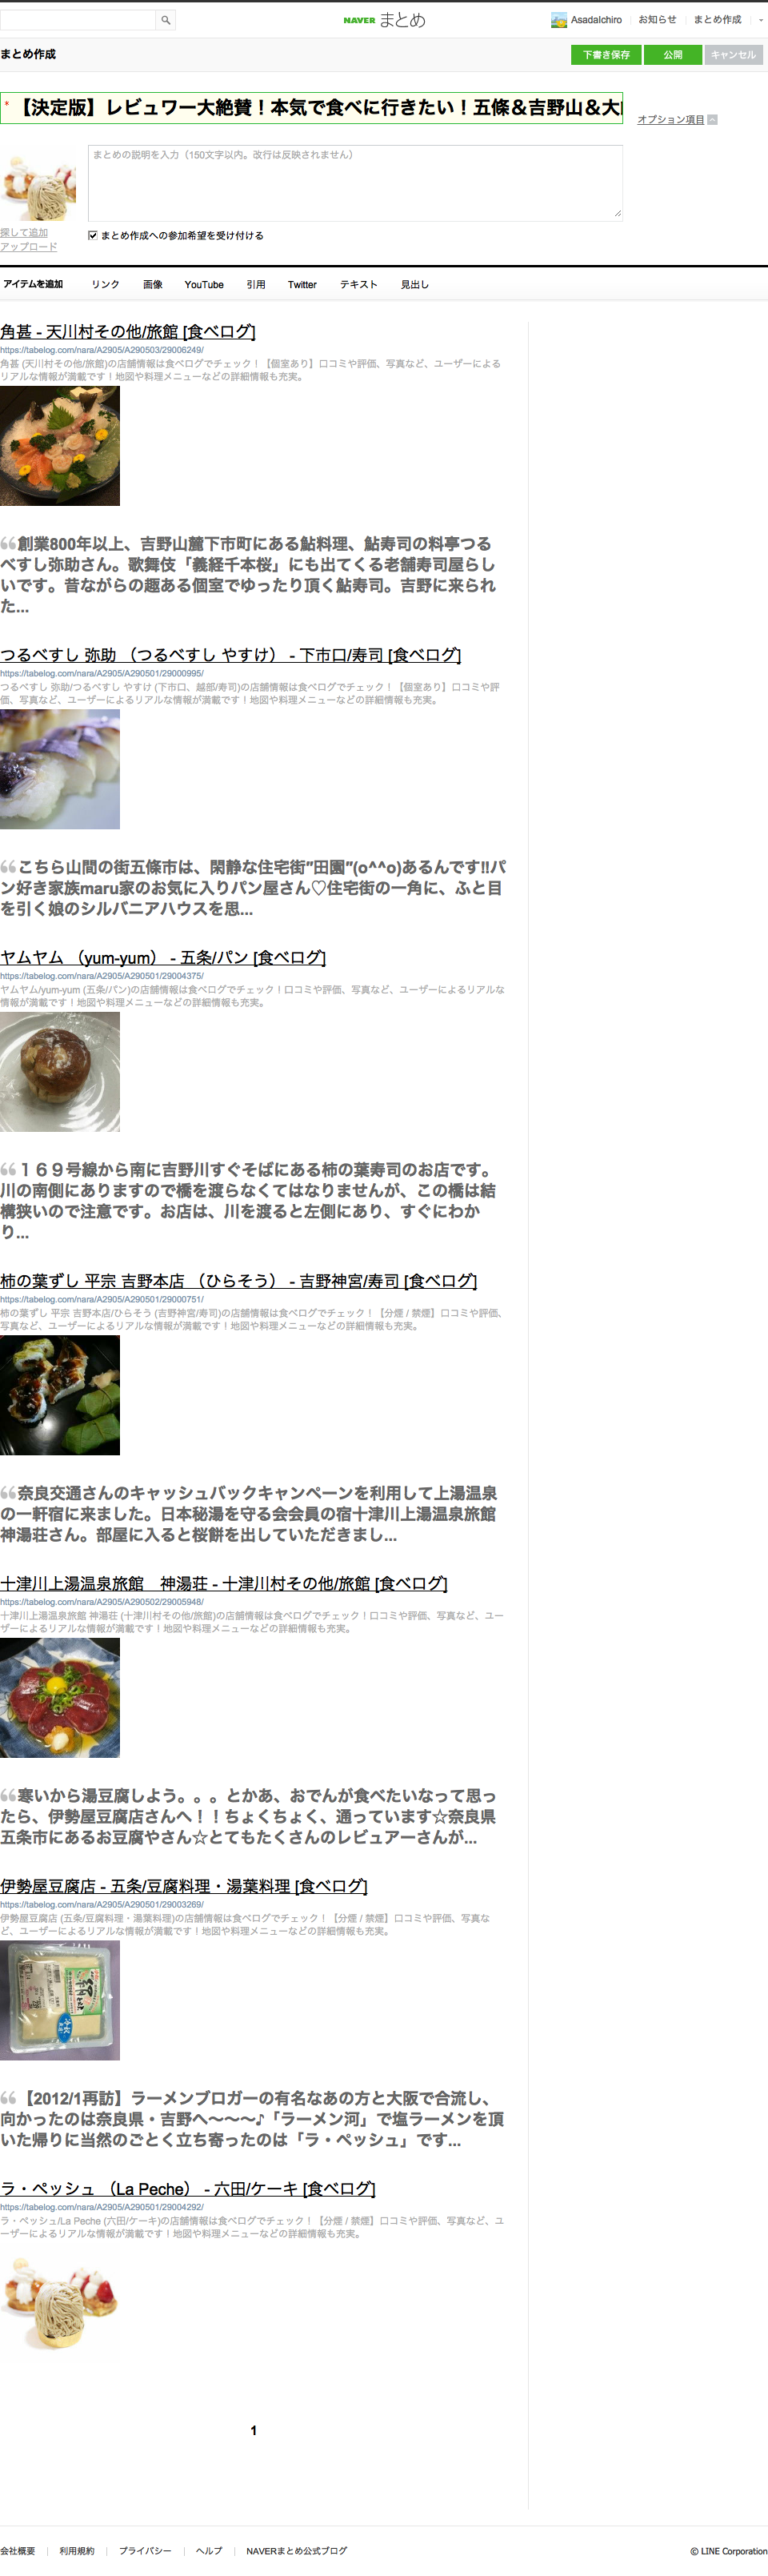 NAVER まとめ
AsadaIchiro
お知らせ
まとめ作成
まとめ作成
下書き保存
公開
キャンセル
* 【決定版】レビュワー大絶賛！本気で食べに行きたい！五條＆吉野山＆大
オプション項目
まとめの説明を入力（150文字以内。改行は反映されません）
探して追加
アップロード
まとめ作成への参加希望を受け付ける
アイテムを追加
リンク
画像
YouTube
引用
Twitter
テキスト
見出し
角甚 - 天川村その他/旅館 [食べログ]
https://tabelog.com/nara/A2905/A290503/29006249/
角甚 (天川村その他/旅館)の店舗情報は食べログでチェック！【個室あり】口コミや評価、写真など、ユーザーによる
リアルな情報が満載です！地図や料理メニューなどの詳細情報も充実。
創業800年以上、吉野山麓下市町にある鮎料理、鮎寿司の料亭つる
べすし弥助さん。歌舞伎「義経千本桜」にも出てくる老舗寿司屋らし
いです。昔ながらの趣ある個室でゆったり頂く鮎寿司。吉野に来られ
た...
つるべすし 弥助 （つるべすし やすけ） - 下市口/寿司 [食べログ]
https://tabelog.com/nara/A2905/A290501/29000995/
つるべすし 弥助/つるべすし やすけ (下市口、越部/寿司)の店舗情報は食べログでチェック！【個室あり】口コミや評
価、写真など、ユーザーによるリアルな情報が満載です！地図や料理メニューなどの詳細情報も充実。
こちら山間の街五條市は、閑静な住宅街”田園”(o^^o)あるんです!!パ
ン好き家族maru家のお気に入りパン屋さん♡住宅街の一角に、ふと目
を引く娘のシルバニアハウスを思...
ヤムヤム （yum-yum） - 五条/パン [食べログ]
https://tabelog.com/nara/A2905/A290501/29004375/
ヤムヤム/yum-yum (五条/パン)の店舗情報は食べログでチェック！口コミや評価、写真など、ユーザーによるリアルな
情報が満載です！地図や料理メニューなどの詳細情報も充実。
１６９号線から南に吉野川すぐそばにある柿の葉寿司のお店です。
川の南側にありますので橋を渡らなくてはなりませんが、この橋は結
構狭いので注意です。お店は、川を渡ると左側にあり、すぐにわか
り...
柿の葉ずし 平宗 吉野本店 （ひらそう） - 吉野神宮/寿司 [食べログ]
https://tabelog.com/nara/A2905/A290501/29000751/
柿の葉ずし 平宗 吉野本店/ひらそう (吉野神宮/寿司)の店舗情報は食べログでチェック！【分煙 / 禁煙】口コミや評価、
写真など、ユーザーによるリアルな情報が満載です！地図や料理メニューなどの詳細情報も充実。
奈良交通さんのキャッシュバックキャンペーンを利用して上湯温泉
の一軒宿に来ました。日本秘湯を守る会会員の宿十津川上湯温泉旅館
神湯荘さん。部屋に入ると桜餅を出していただきまし...
十津川上湯温泉旅館　神湯荘 - 十津川村その他/旅館 [食べログ]
https://tabelog.com/nara/A2905/A290502/29005948/
十津川上湯温泉旅館 神湯荘 (十津川村その他/旅館)の店舗情報は食べログでチェック！口コミや評価、写真など、ユー
ザーによるリアルな情報が満載です！地図や料理メニューなどの詳細情報も充実。
寒いから湯豆腐しよう。。。とかあ、おでんが食べたいなって思っ
たら、伊勢屋豆腐店さんへ！！ちょくちょく、通っています☆奈良県
五条市にあるお豆腐やさん☆とてもたくさんのレビュアーさんが...
伊勢屋豆腐店 - 五条/豆腐料理・湯葉料理 [食べログ]
https://tabelog.com/nara/A2905/A290501/29003269/
伊勢屋豆腐店 (五条/豆腐料理・湯葉料理)の店舗情報は食べログでチェック！【分煙 / 禁煙】口コミや評価、写真な
ど、ユーザーによるリアルな情報が満載です！地図や料理メニューなどの詳細情報も充実。
【2012/1再訪】ラーメンブロガーの有名なあの方と大阪で合流し、
向かったのは奈良県・吉野へ〜〜〜♪「ラーメン河」で塩ラーメンを頂
いた帰りに当然のごとく立ち寄ったのは「ラ・ペッシュ」です...
ラ・ペッシュ （La Peche） - 六田/ケーキ [食べログ]
https://tabelog.com/nara/A2905/A290501/29004292/
ラ・ペッシュ/La Peche (六田/ケーキ)の店舗情報は食べログでチェック！【分煙 / 禁煙】口コミや評価、写真など、ユ
ーザーによるリアルな情報が満載です！地図や料理メニューなどの詳細情報も充実。
1
会社概要
利用規約
プライバシー
ヘルプ
NAVERまとめ公式ブログ
© LINE Corporation